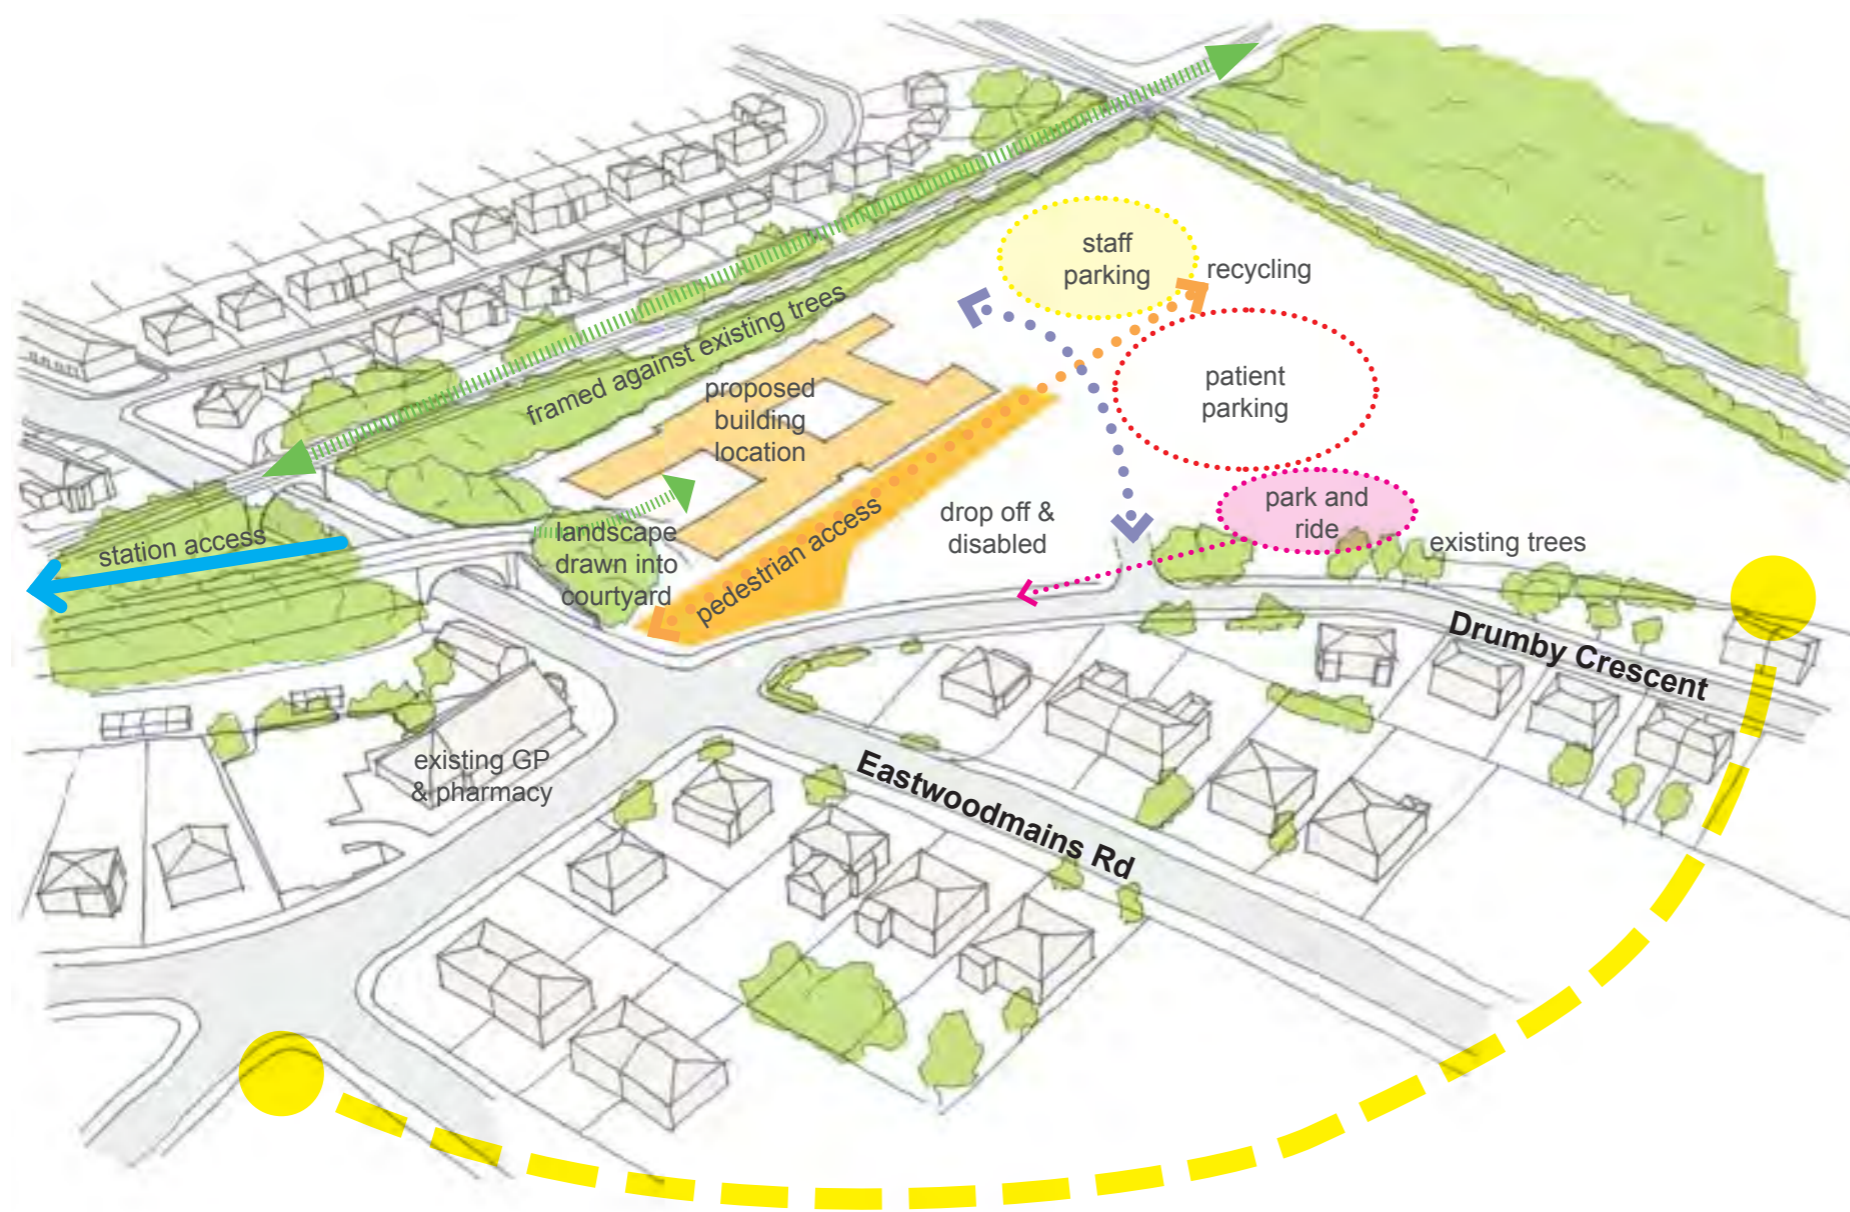 staff
parking
recycling
framed against existing trees
proposed
building
location
patient
parking
park and
ride
drop off &
disabled
existing trees
station access
landscape
drawn into
courtyard
pedestrian access
Drumby Crescent
existing GP
& pharmacy
Eastwoodmains Rd